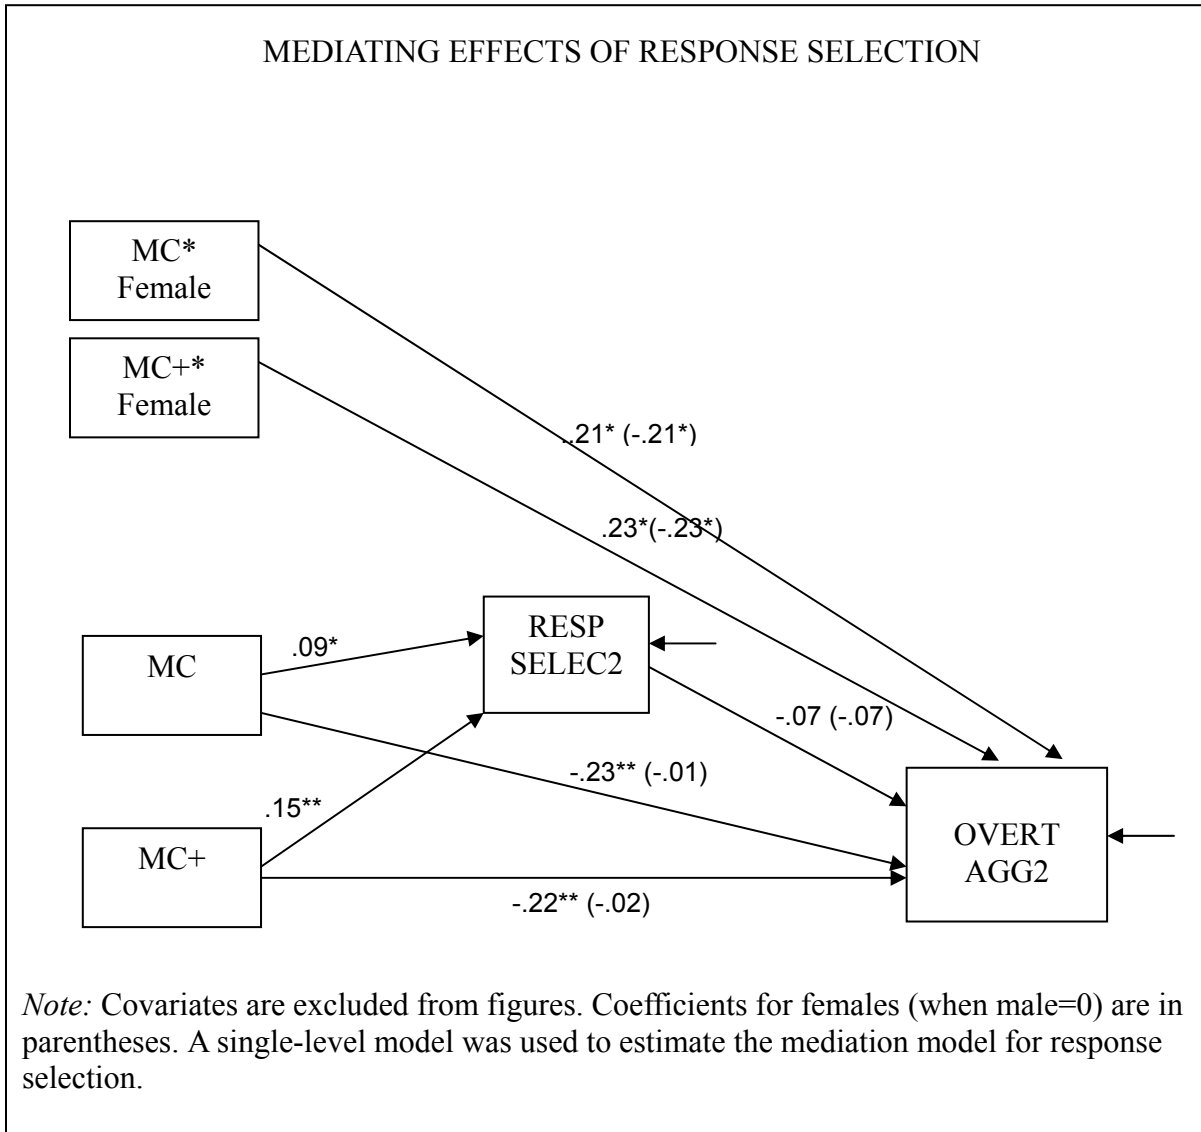 MEDIATING EFFECTS OF RESPONSE SELECTION
MC*
Female
MC+*
Female
.21* (-.21*)
.23*(-.23*)
RESP
SELEC2
.09*
MC
-.07 (-.07)
-.23** (-.01)
.15**
MC+
OVERT
AGG2
-.22** (-.02)
Note: Covariates are excluded from figures. Coefficients for females (when male=0) are in
parentheses. A single-level model was used to estimate the mediation model for response
selection.